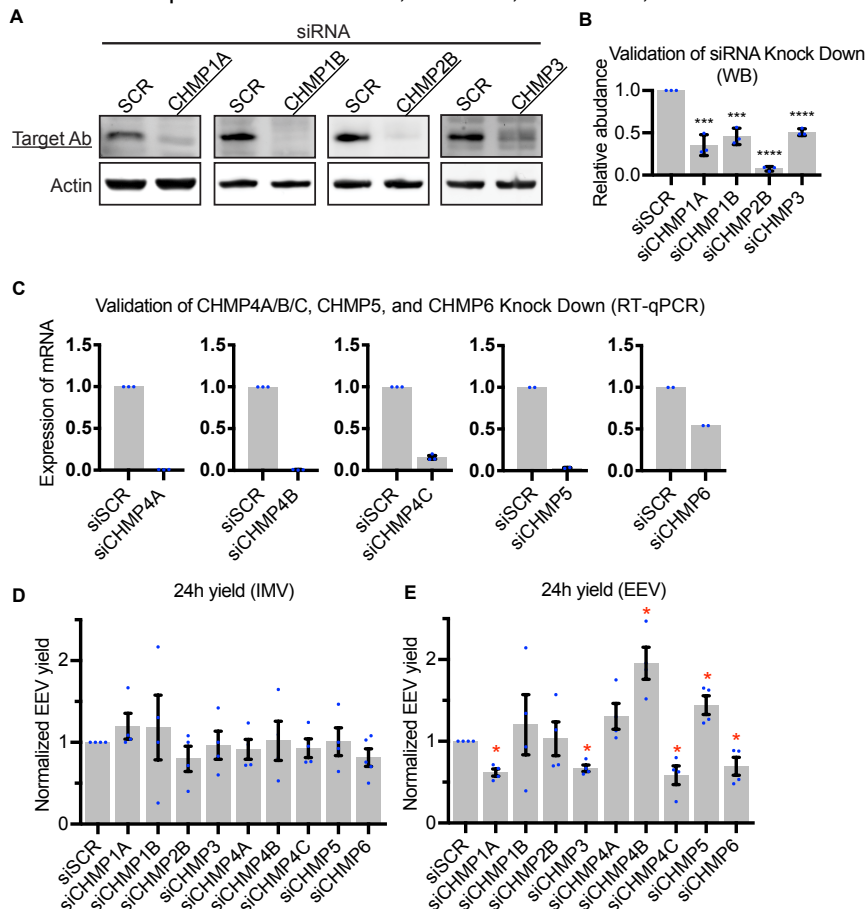 A
siRNA
SCR
CHMP1A
SCR
CHMP1B
SCR
CHMP2B
SCR
CHMP3
Target Ab
Actin
B
Validation of siRNA Knock Down
(WB)
Relative abudance
1.0
0.5
0.0
***
***
****
****
siSCR
siCHMP1A
siCHMP1B
siCHMP2B
siCHMP3
C
Validation of CHMP4A/B/C, CHMP5, and CHMP6 Knock Down (RT-qPCR)
Expression of mRNA
1.5
1.0
0.5
0.0
siSCR
siCHMP4A
1.5
1.0
0.5
0.0
siSCR
siCHMP4B
1.5
1.0
0.5
0.0
siSCR
siCHMP4C
1.5
1.0
0.5
0.0
siSCR
siCHMP5
1.5
1.0
0.5
0.0
siSCR
siCHMP6
D
24h yield (IMV)
Normalized EEV yield
2
1
0
siSCR
siCHMP1A
siCHMP1B
siCHMP2B
siCHMP3
siCHMP4A
siCHMP4B
siCHMP4C
siCHMP5
siCHMP6
E
24h yield (EEV)
Normalized EEV yield
2
1
0
*
*
*
*
*
*
siSCR
siCHMP1A
siCHMP1B
siCHMP2B
siCHMP3
siCHMP4A
siCHMP4B
siCHMP4C
siCHMP5
siCHMP6